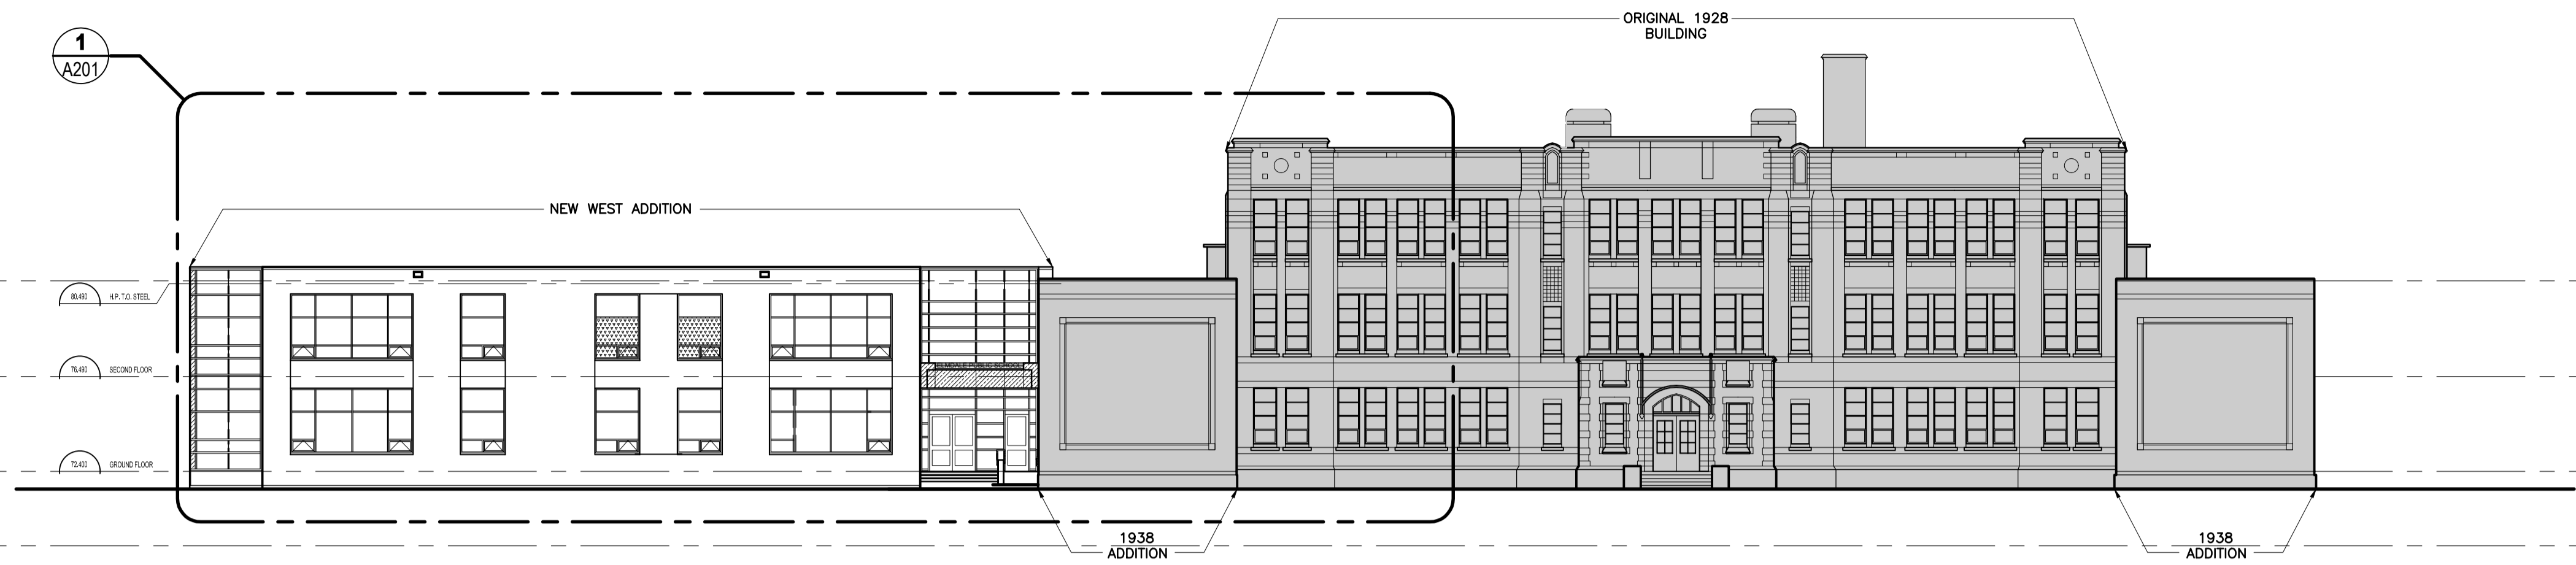 ORIGINAL 1928
BUILDING
1
A201
NEW WEST ADDITION
80.490 H.P. T.O. STEEL
76.490 SECOND FLOOR
72.400 GROUND FLOOR
1938
ADDITION
1938
ADDITION